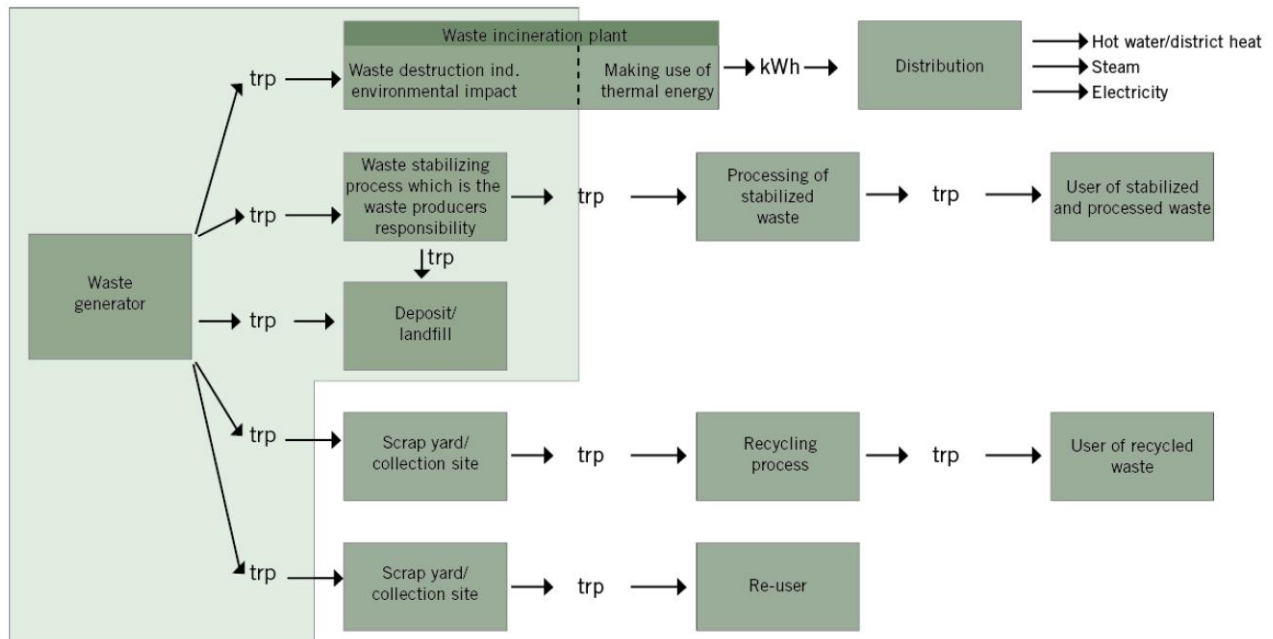 Waste incineration plant
trp
Waste destruction ind.
environmental impact
Making use of
thermal energy
kWh
Distribution
Hot water/district heat
Steam
Electricity
trp
Waste stabilizing
process which is the
waste producers
responsibility
trp
Processing of
stabilized
waste
trp
User of stabilized
and processed waste
trp
Waste
generator
trp
Deposit/
landfill
trp
Scrap yard/
collection site
trp
Recycling
process
trp
User of recycled
waste
trp
Scrap yard/
collection site
trp
Re-user